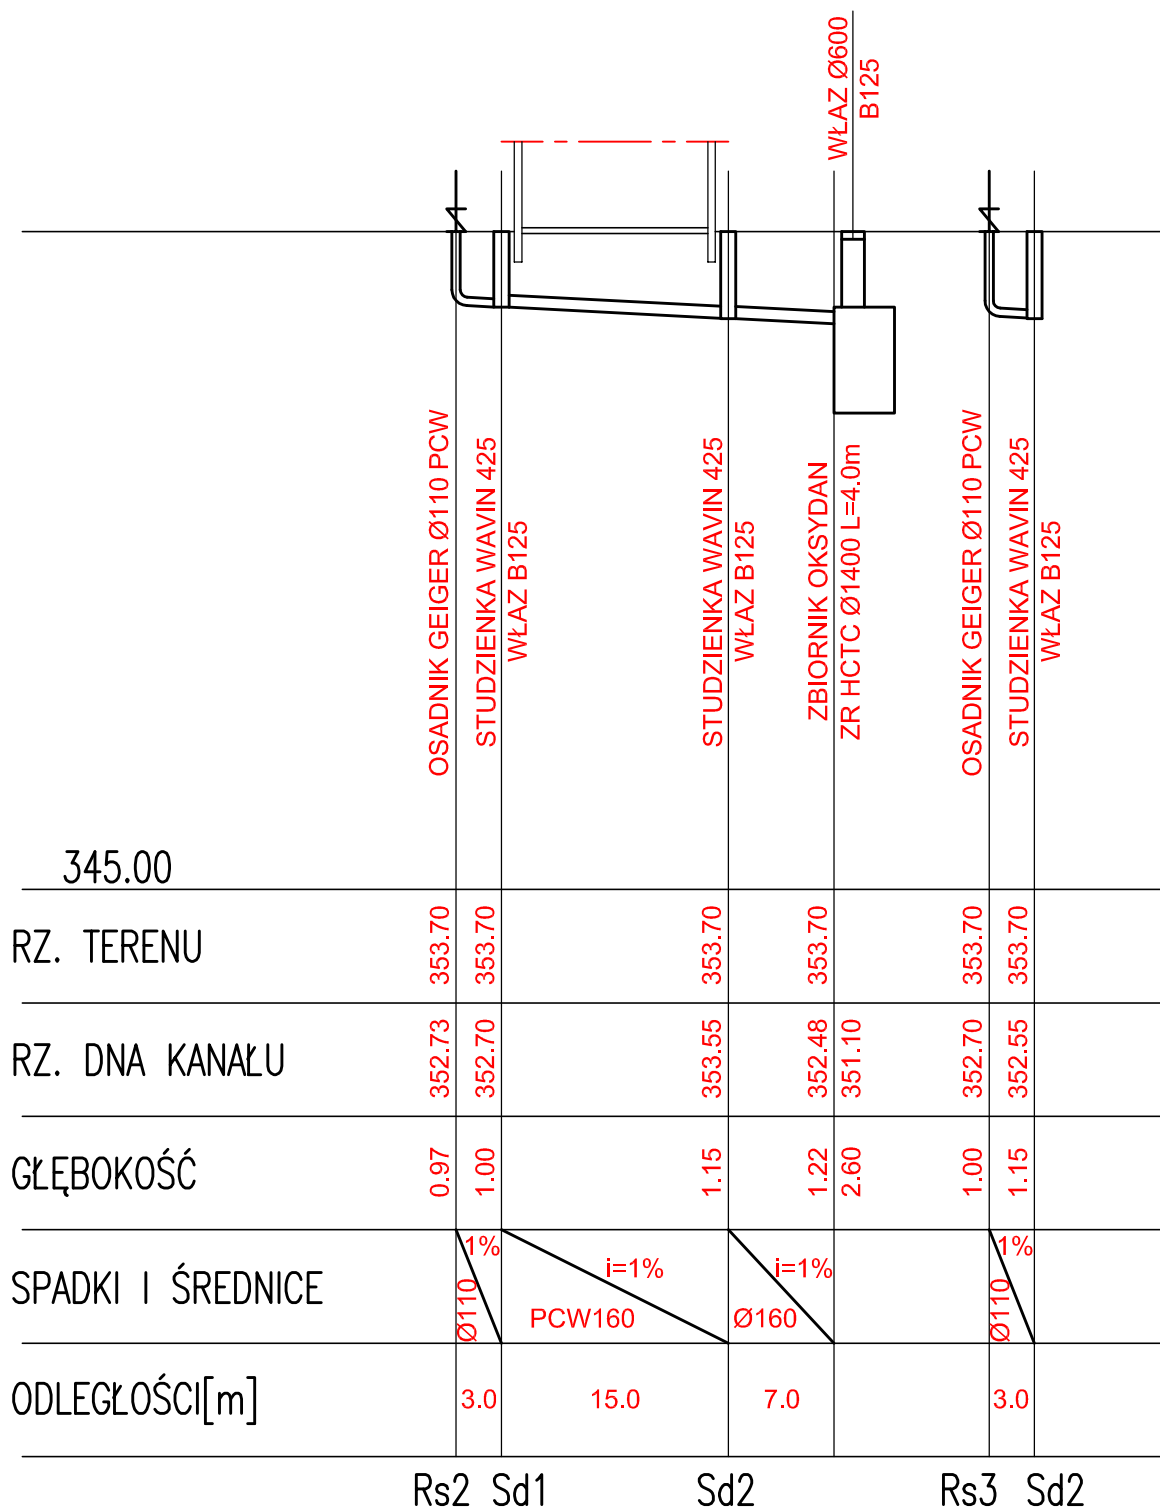 WŁAZ Ø600
B125
OSADNIK GEIGER Ø110 PCW
STUDZIENKA WAVIN 425
WŁAZ B125
STUDZIENKA WAVIN 425
WŁAZ B125
ZBIORNIK OKSYDAN
ZR HCTC Ø1400 L=4.0m
OSADNIK GEIGER Ø110 PCW
STUDZIENKA WAVIN 425
WŁAZ B125
345.00
RZ. TERENU 353.70 353.70 353.70 353.70 353.70 353.70
RZ. DNA KANAŁU 352.73 352.70 353.55 352.48 351.10 352.70 352.55
GŁĘBOKOŚĆ 0.97 1.00 1.15 1.22 2.60 1.00 1.15
SPADKI I ŚREDNICE
1% i=1% i=1% 1%
Ø110 PCW160 Ø160 Ø110
ODLEGŁOŚCI[m] 3.0 15.0 7.0 3.0
Rs2 Sd1 Sd2 Rs3 Sd2